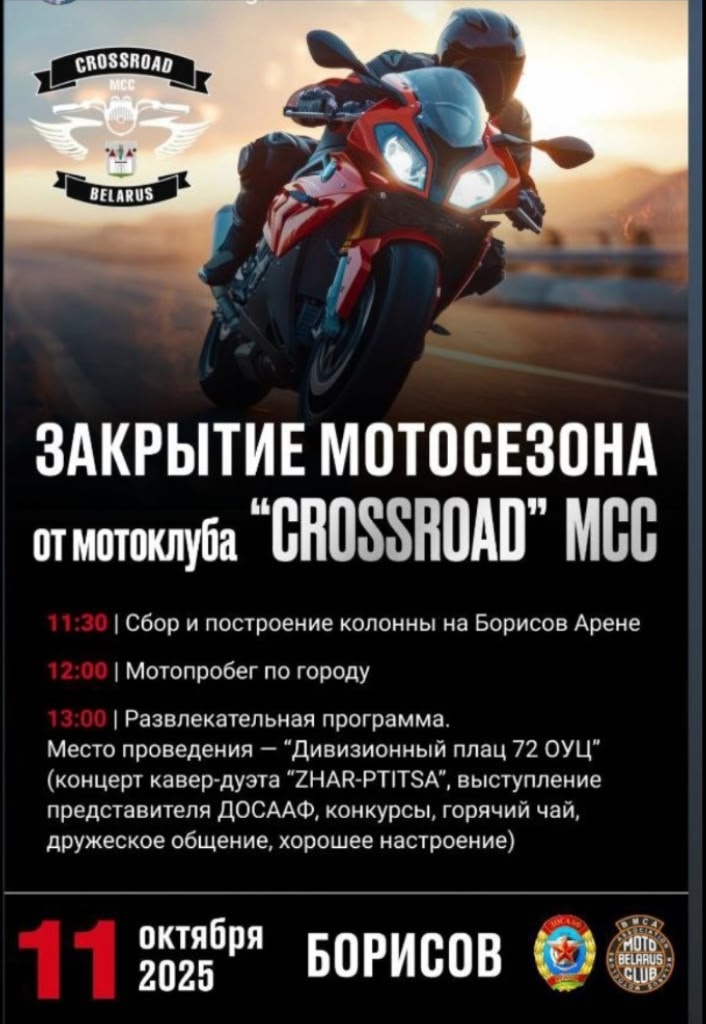 CROSSROAD
MCC
BELARUS
ЗАКРЫТИЕ МОТОСЕЗОНА
от мотоклуба “CROSSROAD” MCC
11:30 | Сбор и построение колонны на Борисов Арене
12:00 | Мотопробег по городу
13:00 | Развлекательная программа.
Место проведения — “Дивизионный плац 72 ОУЦ”
(концерт кавер-дуэта “ZHAR-PTITSA”, выступление
представителя ДОСААФ, конкурсы, горячий чай,
дружеское общение, хорошее настроение)
11 октября
2025
БОРИСОВ
ДОСААФ
BMCA
MOTO
BELARUS
CLUB